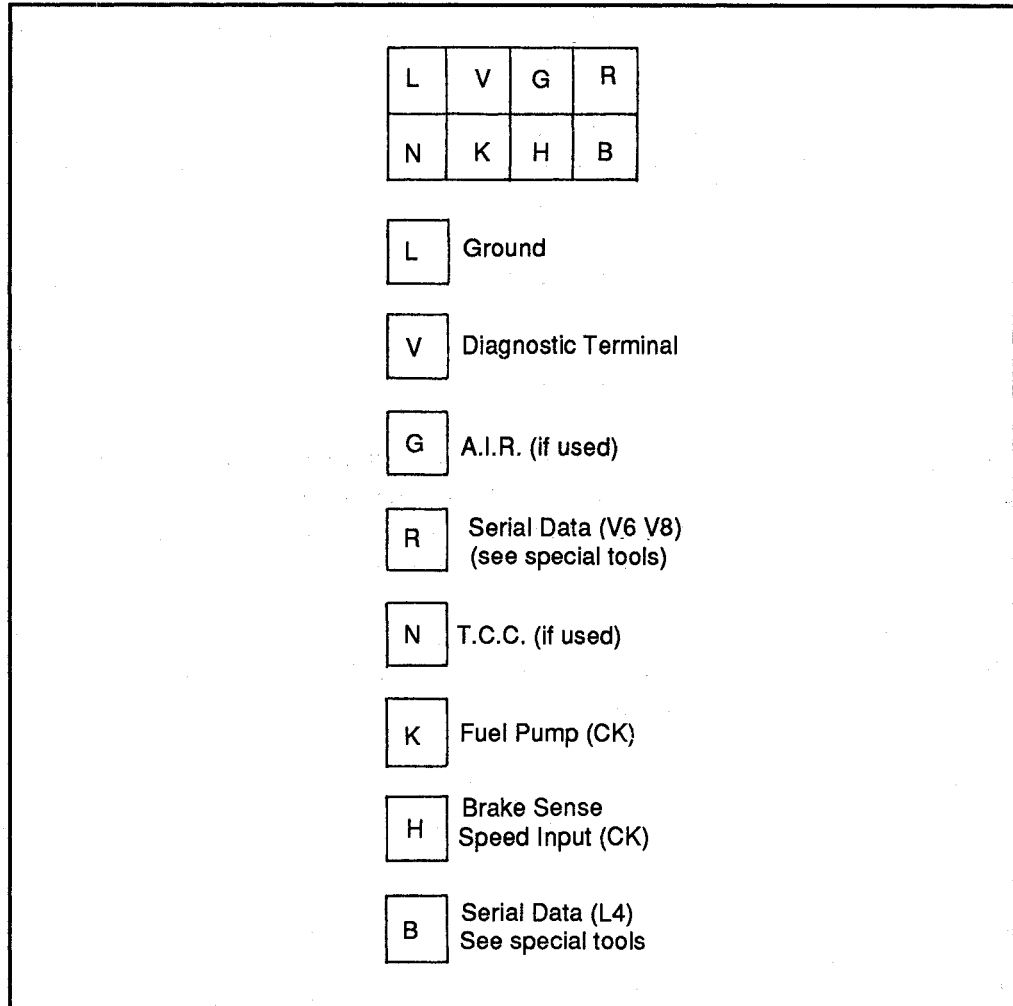 L V G R
N K H B
L Ground
V Diagnostic Terminal
G A.I.R. (if used)
R Serial Data (V6 V8)
(see special tools)
N T.C.C. (if used)
K Fuel Pump (CK)
H Brake Sense
Speed Input (CK)
B Serial Data (L4)
See special tools